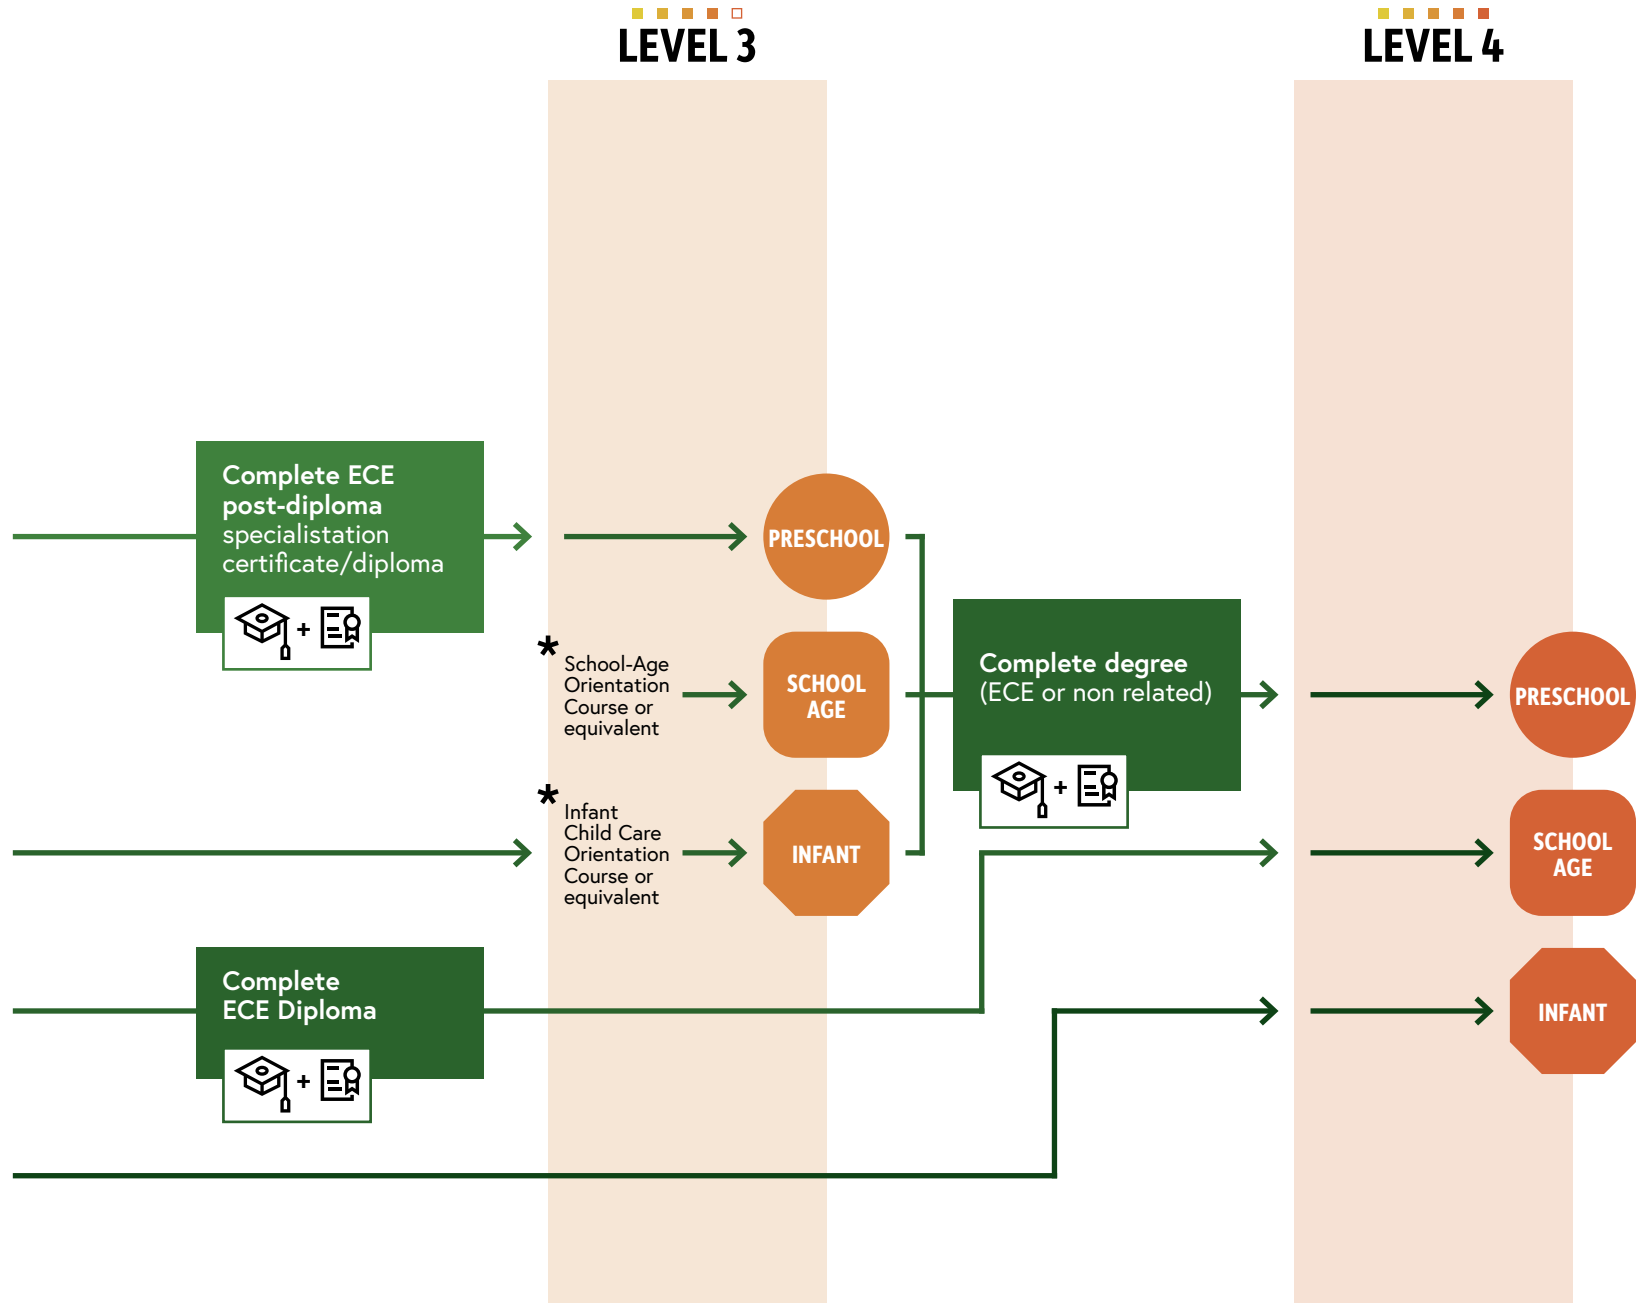 LEVEL 3
LEVEL 4
Complete ECE
post-diploma
specialistation
certificate/diploma
+
PRESCHOOL
*
School-Age
Orientation
Course or
equivalent
SCHOOL
AGE
*
Infant
Child Care
Orientation
Course or
equivalent
INFANT
Complete degree
(ECE or non related)
+
Complete
ECE Diploma
+
PRESCHOOL
SCHOOL
AGE
INFANT